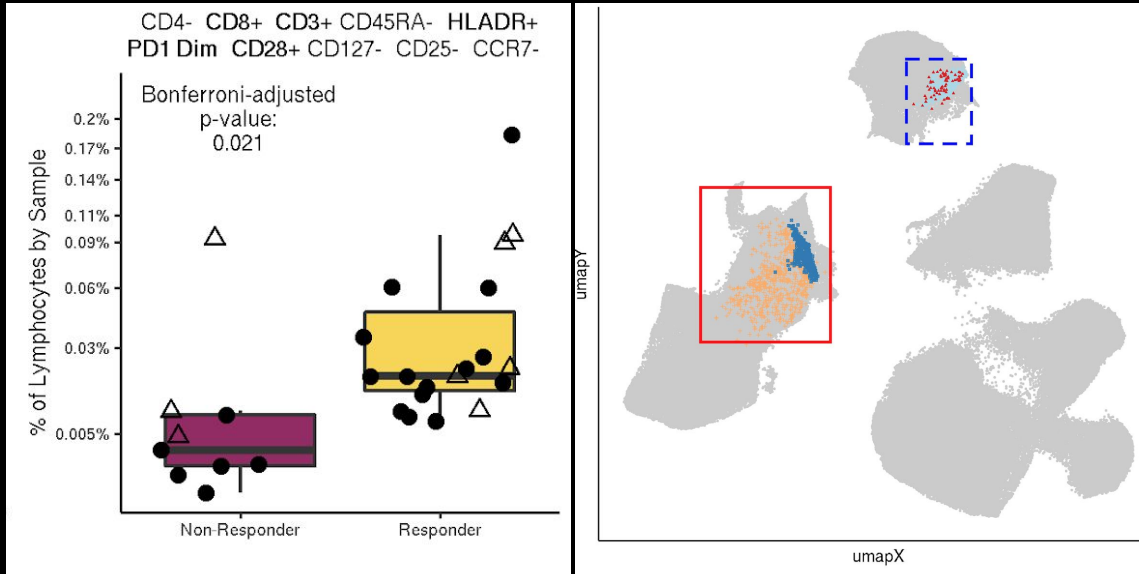 CD4- CD8+ CD3+ CD45RA- HLADR+
PD1 Dim CD28+ CD127- CD25- CCR7-
Bonferroni-adjusted
p-value:
0.021
% of Lymphocytes by Sample
0.2%
0.17%
0.14%
0.11%
0.09%
0.06%
0.03%
0.005%
Non-Responder
Responder
umapY
umapX